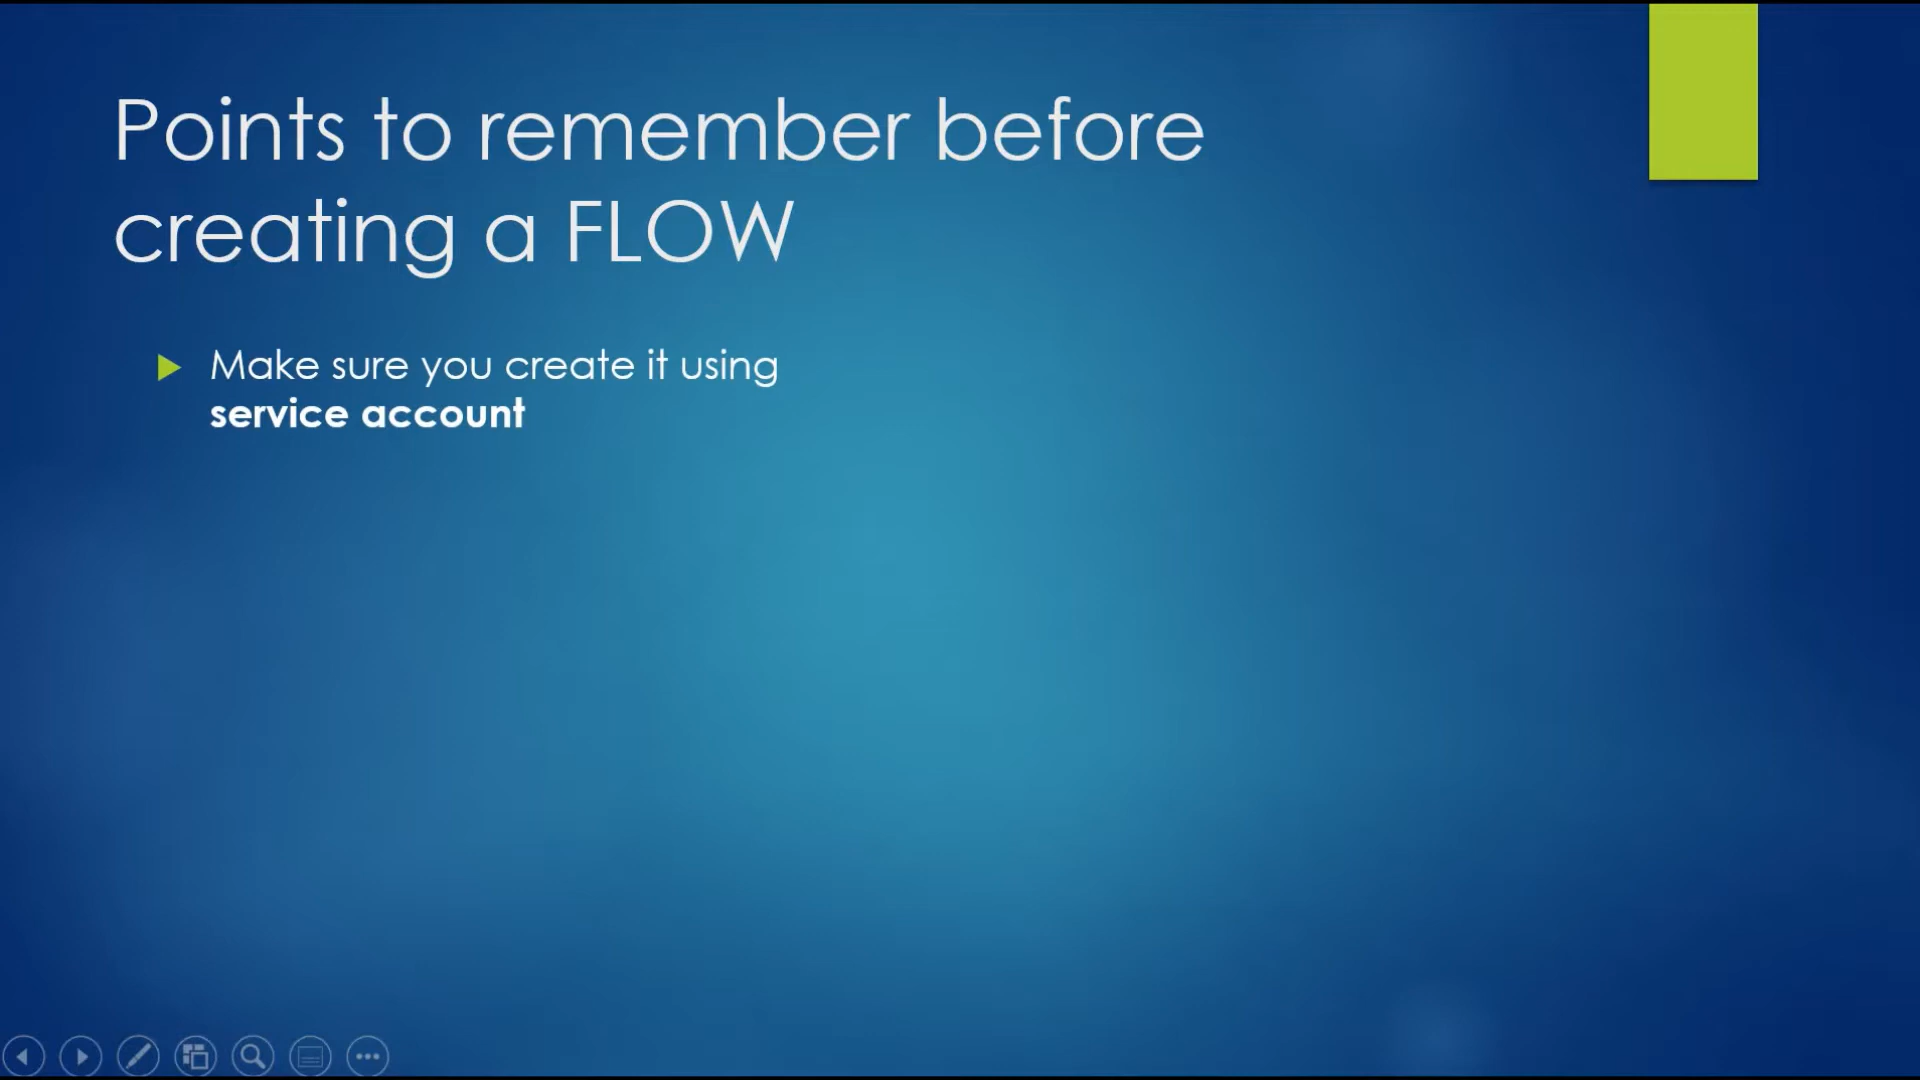 Points to remember before
creating a FLOW
Make sure you create it using
service account